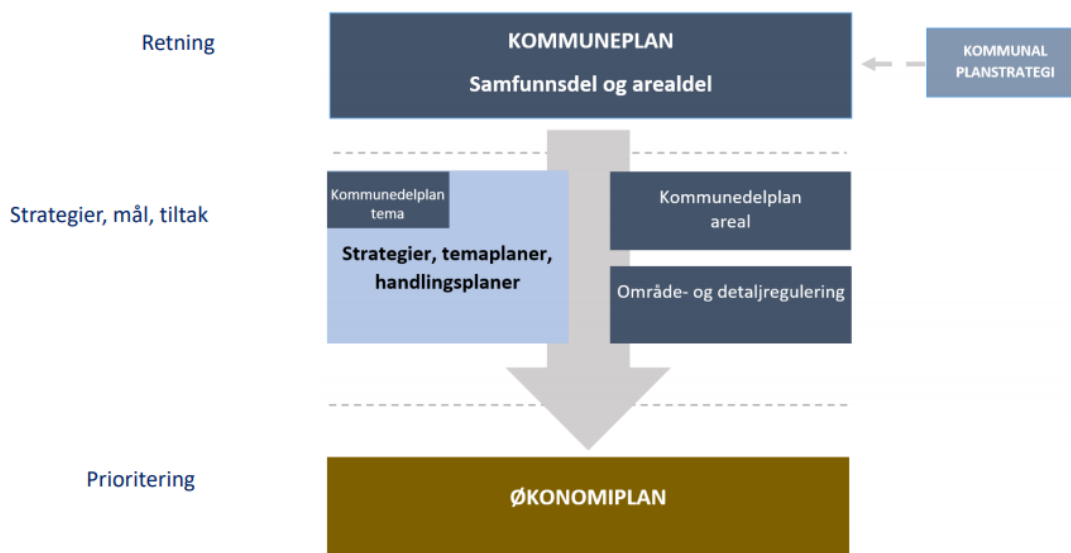 Retning
KOMMUNEPLAN
Samfunnsdel og arealdel
KOMMUNAL
PLANSTRATEGI
Strategier, mål, tiltak
Kommunedelplan
tema
Strategier, temaplaner,
handlingsplaner
Kommunedelplan
areal
Område- og detaljregulering
Prioritering
ØKONOMIPLAN